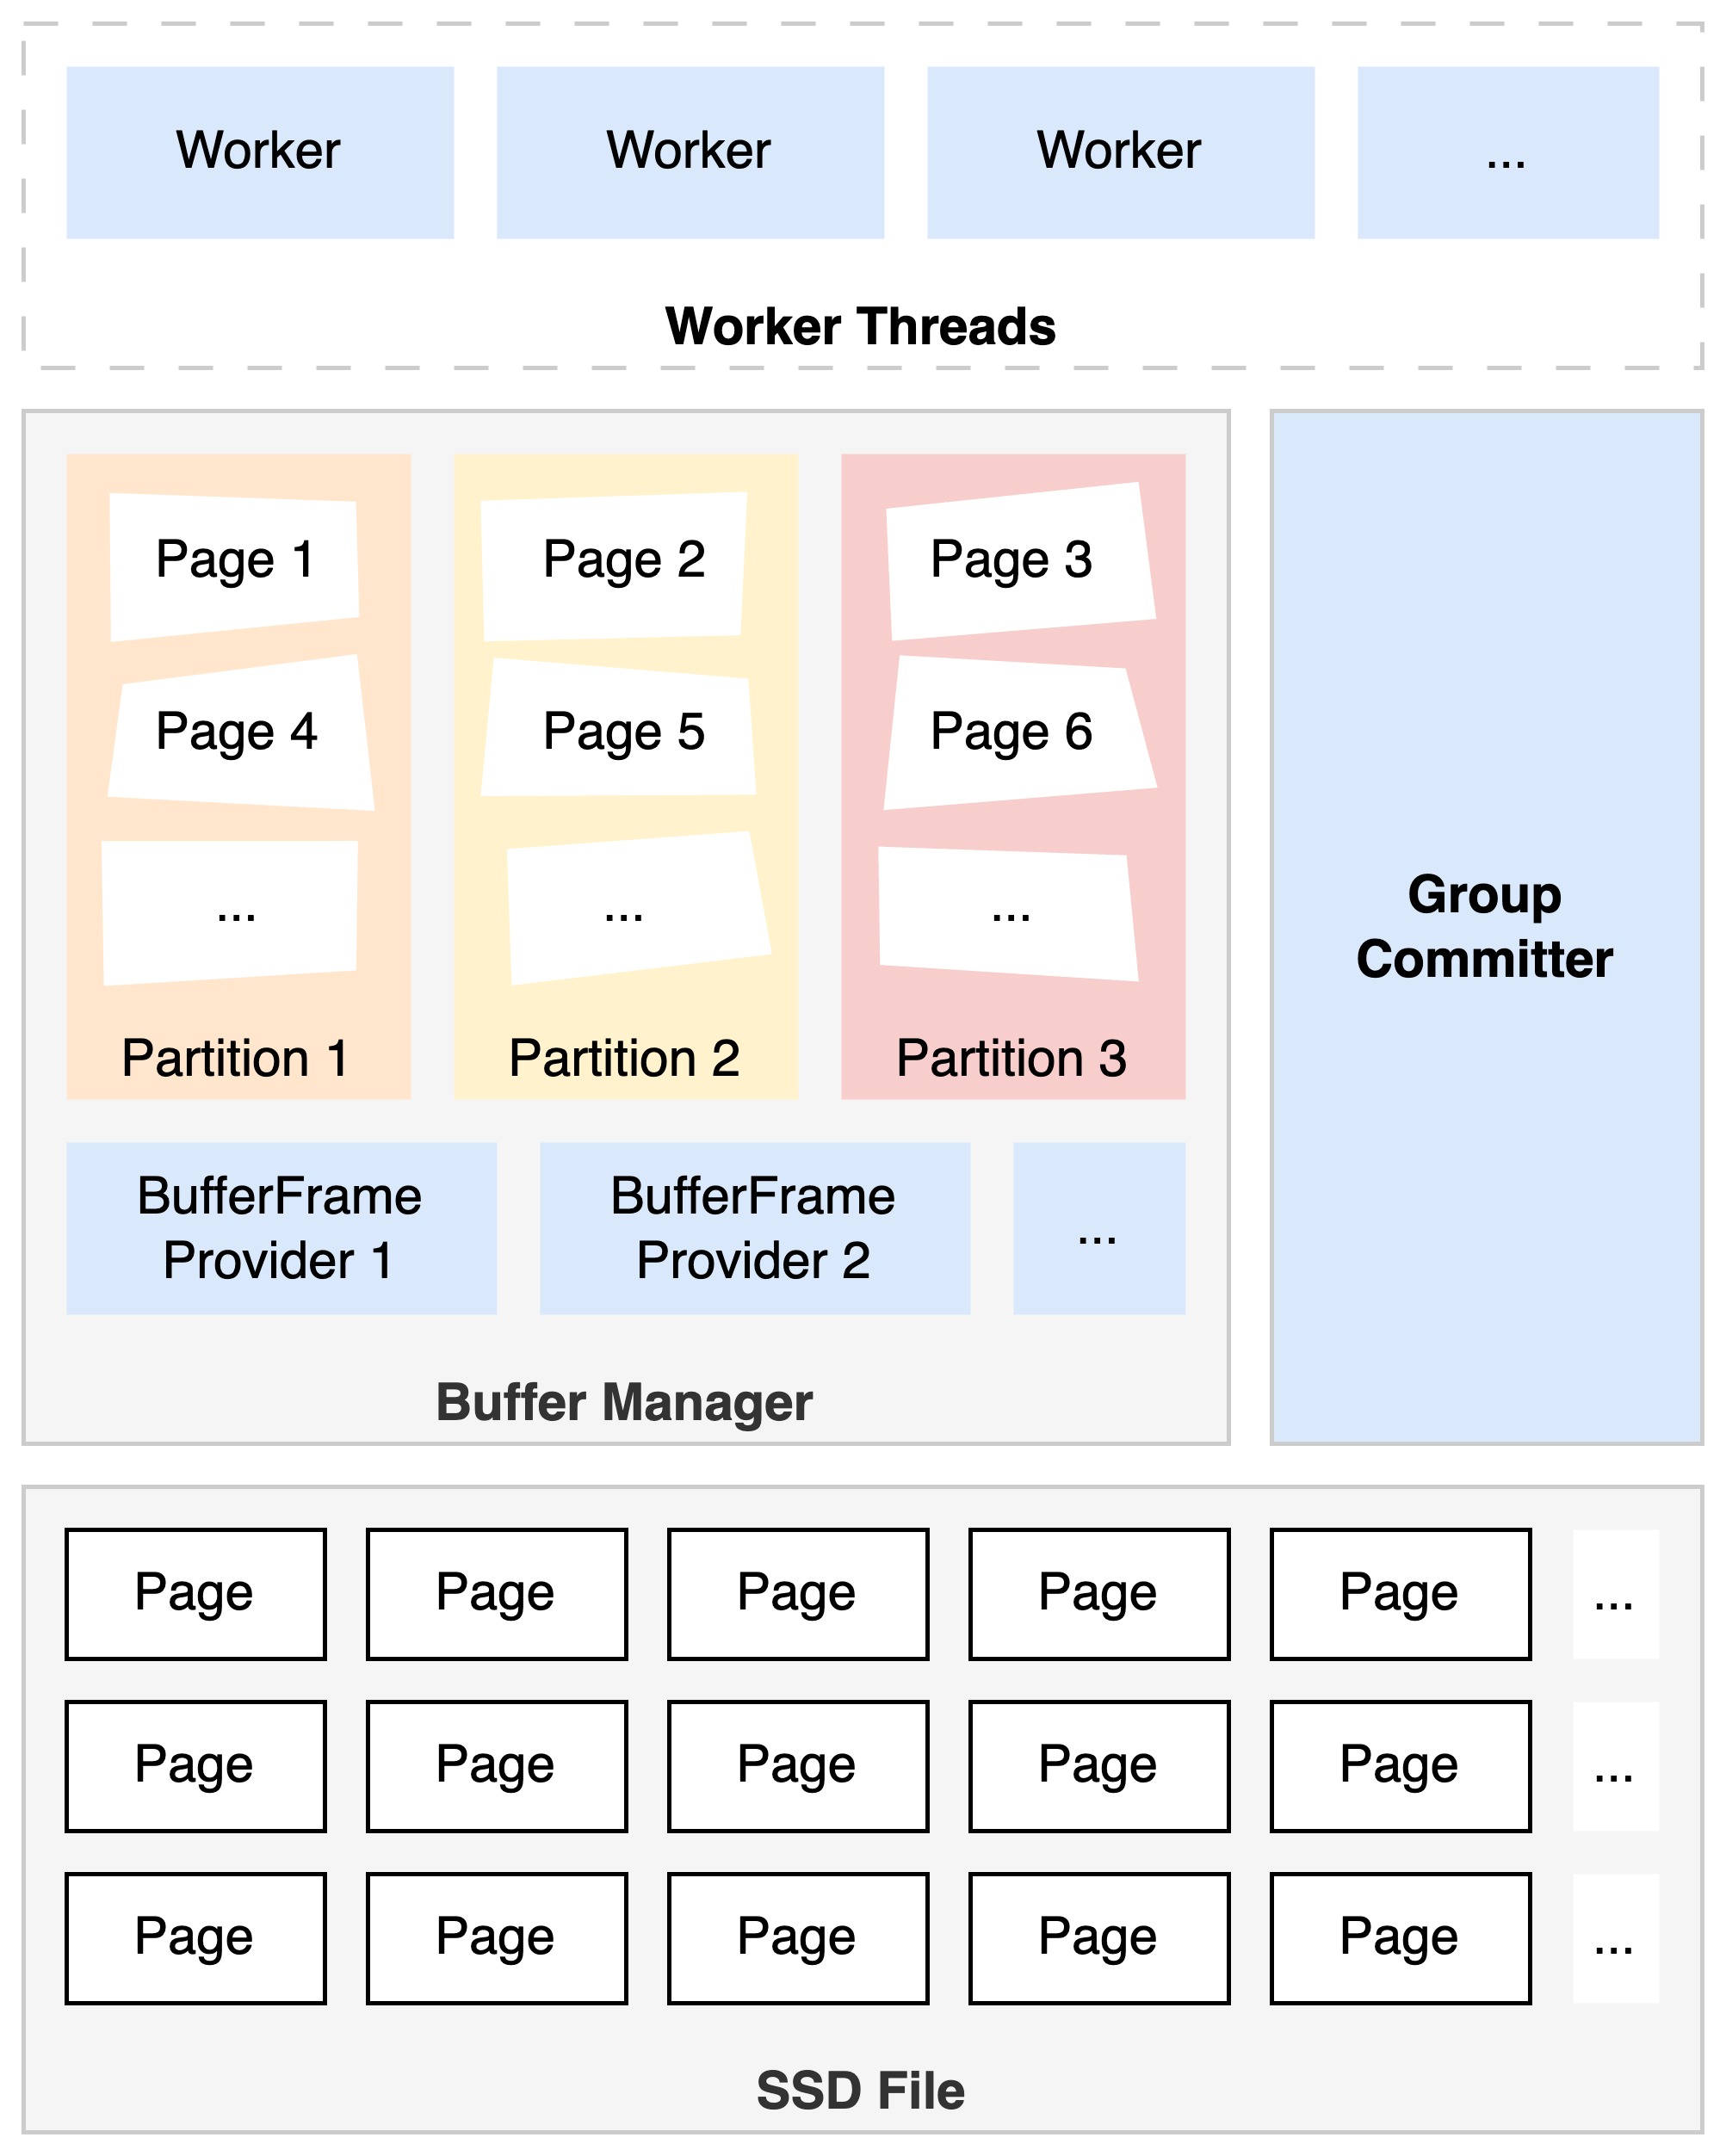 Worker
Worker
Worker
...
Worker Threads
Page 1
Page 2
Page 3
Page 4
Page 5
Page 6
...
...
...
Partition 1
Partition 2
Partition 3
BufferFrame
Provider 1
BufferFrame
Provider 2
...
Buffer Manager
Group
Committer
Page
Page
Page
Page
Page
...
Page
Page
Page
Page
Page
...
Page
Page
Page
Page
Page
...
SSD File